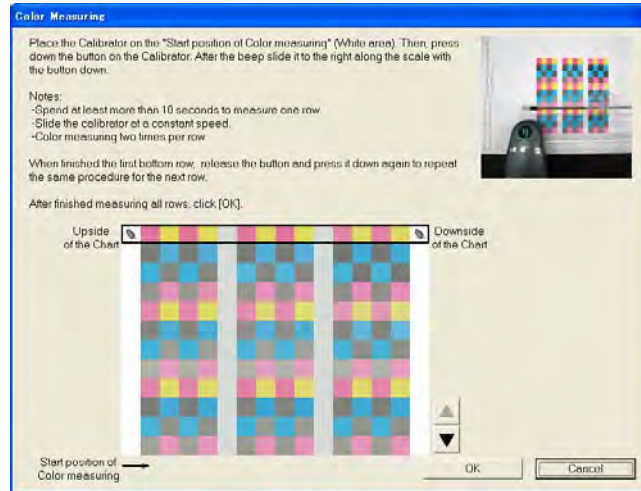 Color Measuring
Place the Calibrator on the "Start position of Color measuring" (White area). Then, press
down the button on the Calibrator. After the beep slide it to the right along the scale with
the button down.
Notes:
-Spend at least more than 10 seconds to measure one row.
-Slide the calibrator at a constant speed.
-Color measuring two times per row
When finished the first bottom row, release the button and press it down again to repeat
the same procedure for the next row.
After finished measuring all rows, click [OK].
Upside
of the Chart
Downside
of the Chart
Start position of
Color measuring
OK
Cancel